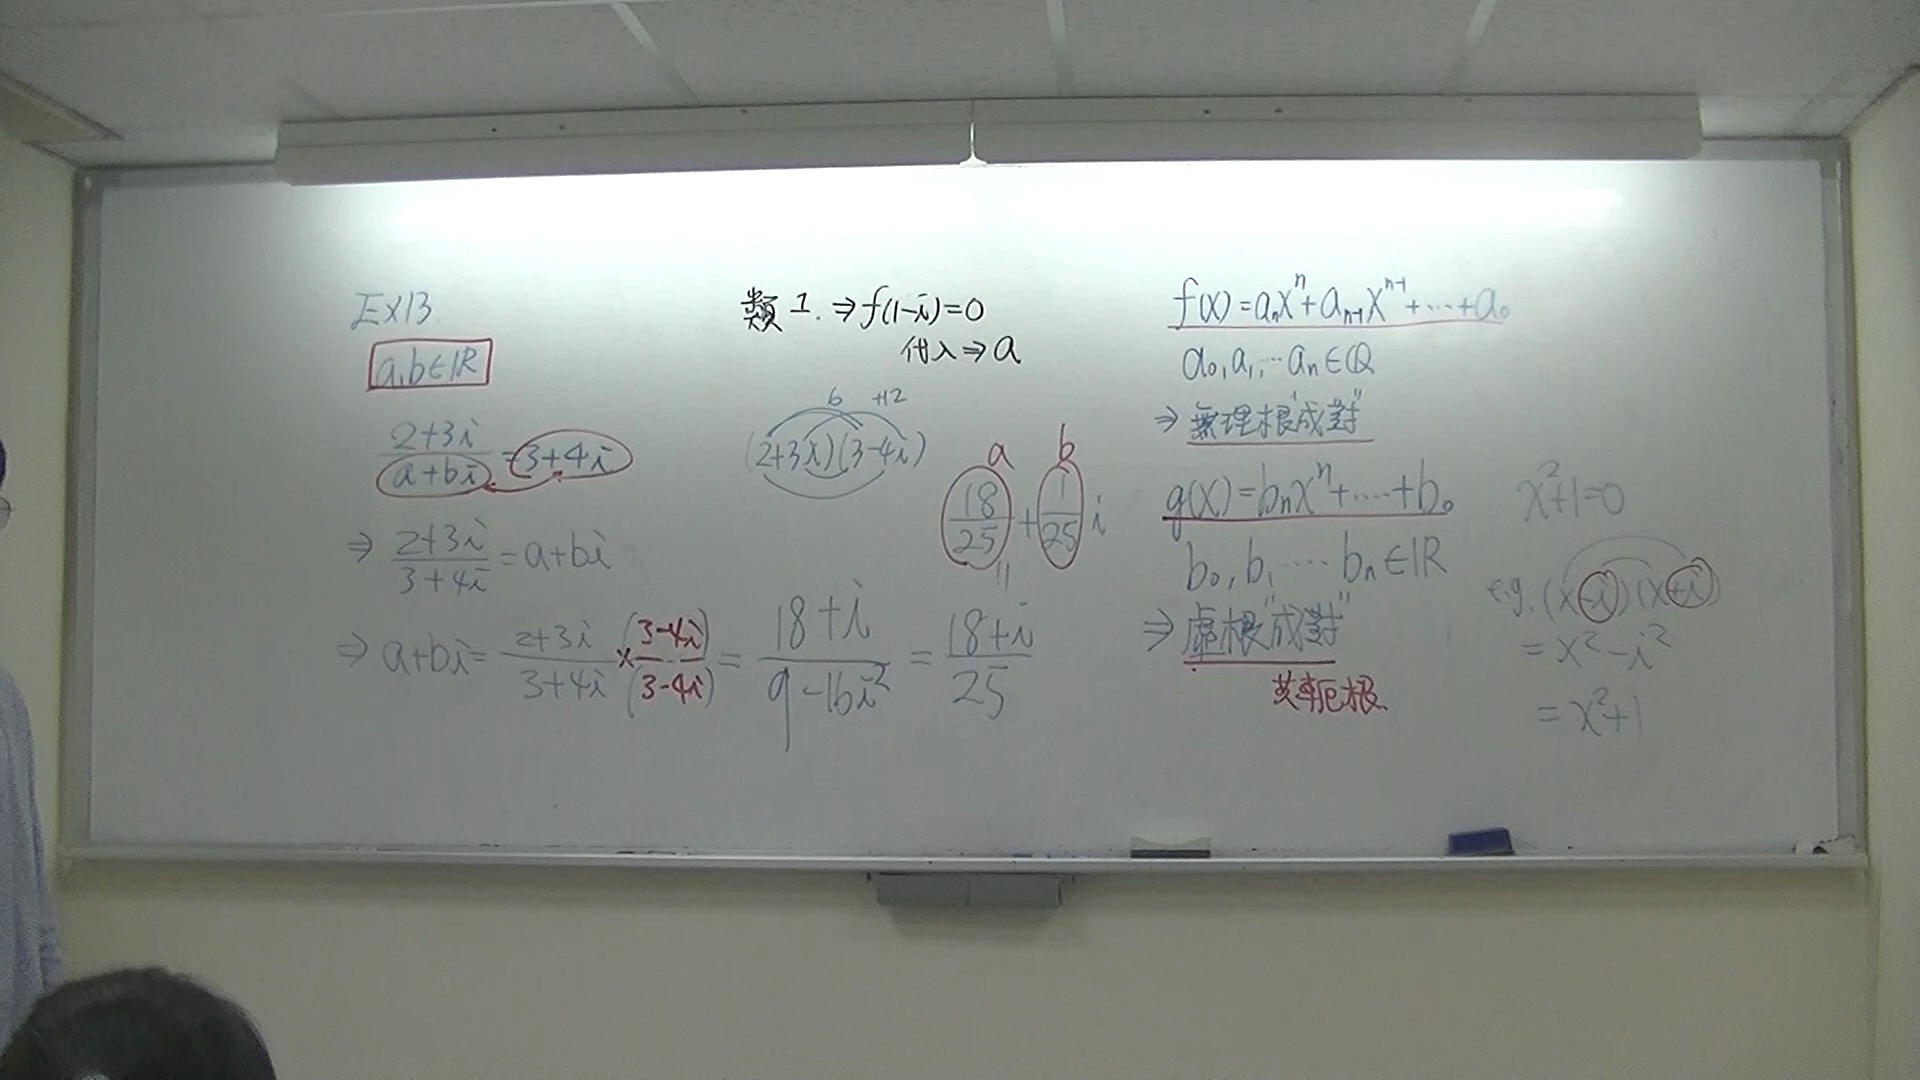 Ex13.
a,b∈ℝ
(2+3i)/(a+bi) = 3+4i
⇒ (2+3i)/(3+4i) = a+bi
⇒ a+bi = (2+3i)/(3+4i) × (3-4i)/(3-4i) = (18+i)/(9-16i²) = (18+i)/25
類 1. ⇒ f(1-i)=0
代入 ⇒ a
6 +12
(2+3i)(3-4i)
a b
18/25 + 1/25 i
"
f(x)=aₙxⁿ+aₙ₋₁xⁿ⁻¹+⋯+a₀
a₀,a₁,⋯aₙ∈ℚ
⇒ 無理根"成對"
g(x)=bₙxⁿ+⋯+b₀
b₀,b₁⋯bₙ∈ℝ
⇒ 虛根"成對"
共軛根
x²+1=0
e.g. (x-i)(x+i)
= x²-i²
= x²+1